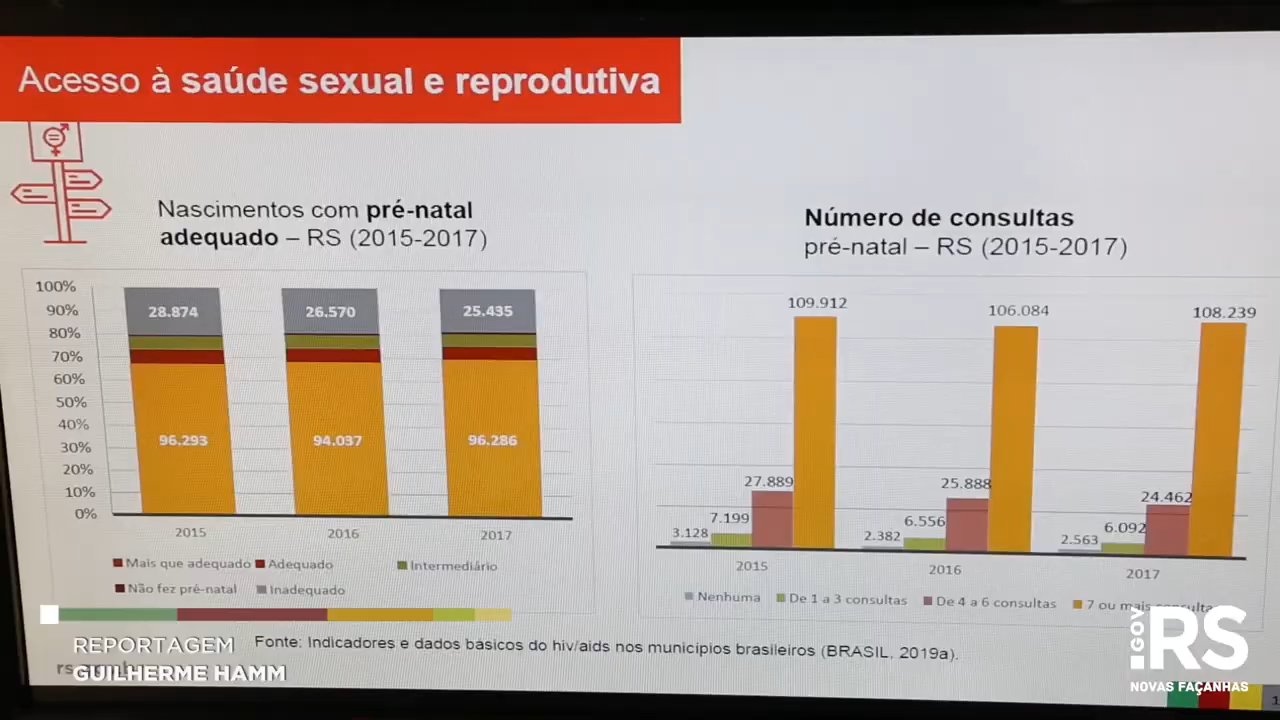 Acesso à saúde sexual e reprodutiva
Nascimentos com pré-natal
adequado – RS (2015-2017)
100%
90%
80%
70%
60%
50%
40%
30%
20%
10%
0%
28.874
26.570
25.435
96.293
94.037
96.286
2015
2016
2017
Mais que adequado
Adequado
Intermediário
Não fez pré-natal
Inadequado
Número de consultas
pré-natal – RS (2015-2017)
109.912
106.084
108.239
27.889
25.888
24.462
7.199
6.556
6.092
3.128
2.382
2.563
2015
2016
2017
Nenhuma
De 1 a 3 consultas
De 4 a 6 consultas
7 ou mais
Fonte: Indicadores e dados básicos do hiv/aids nos municípios brasileiros (BRASIL, 2019a).
REPORTAGEM
GUILHERME HAMM
.GOV
RS
NOVAS FAÇANHAS